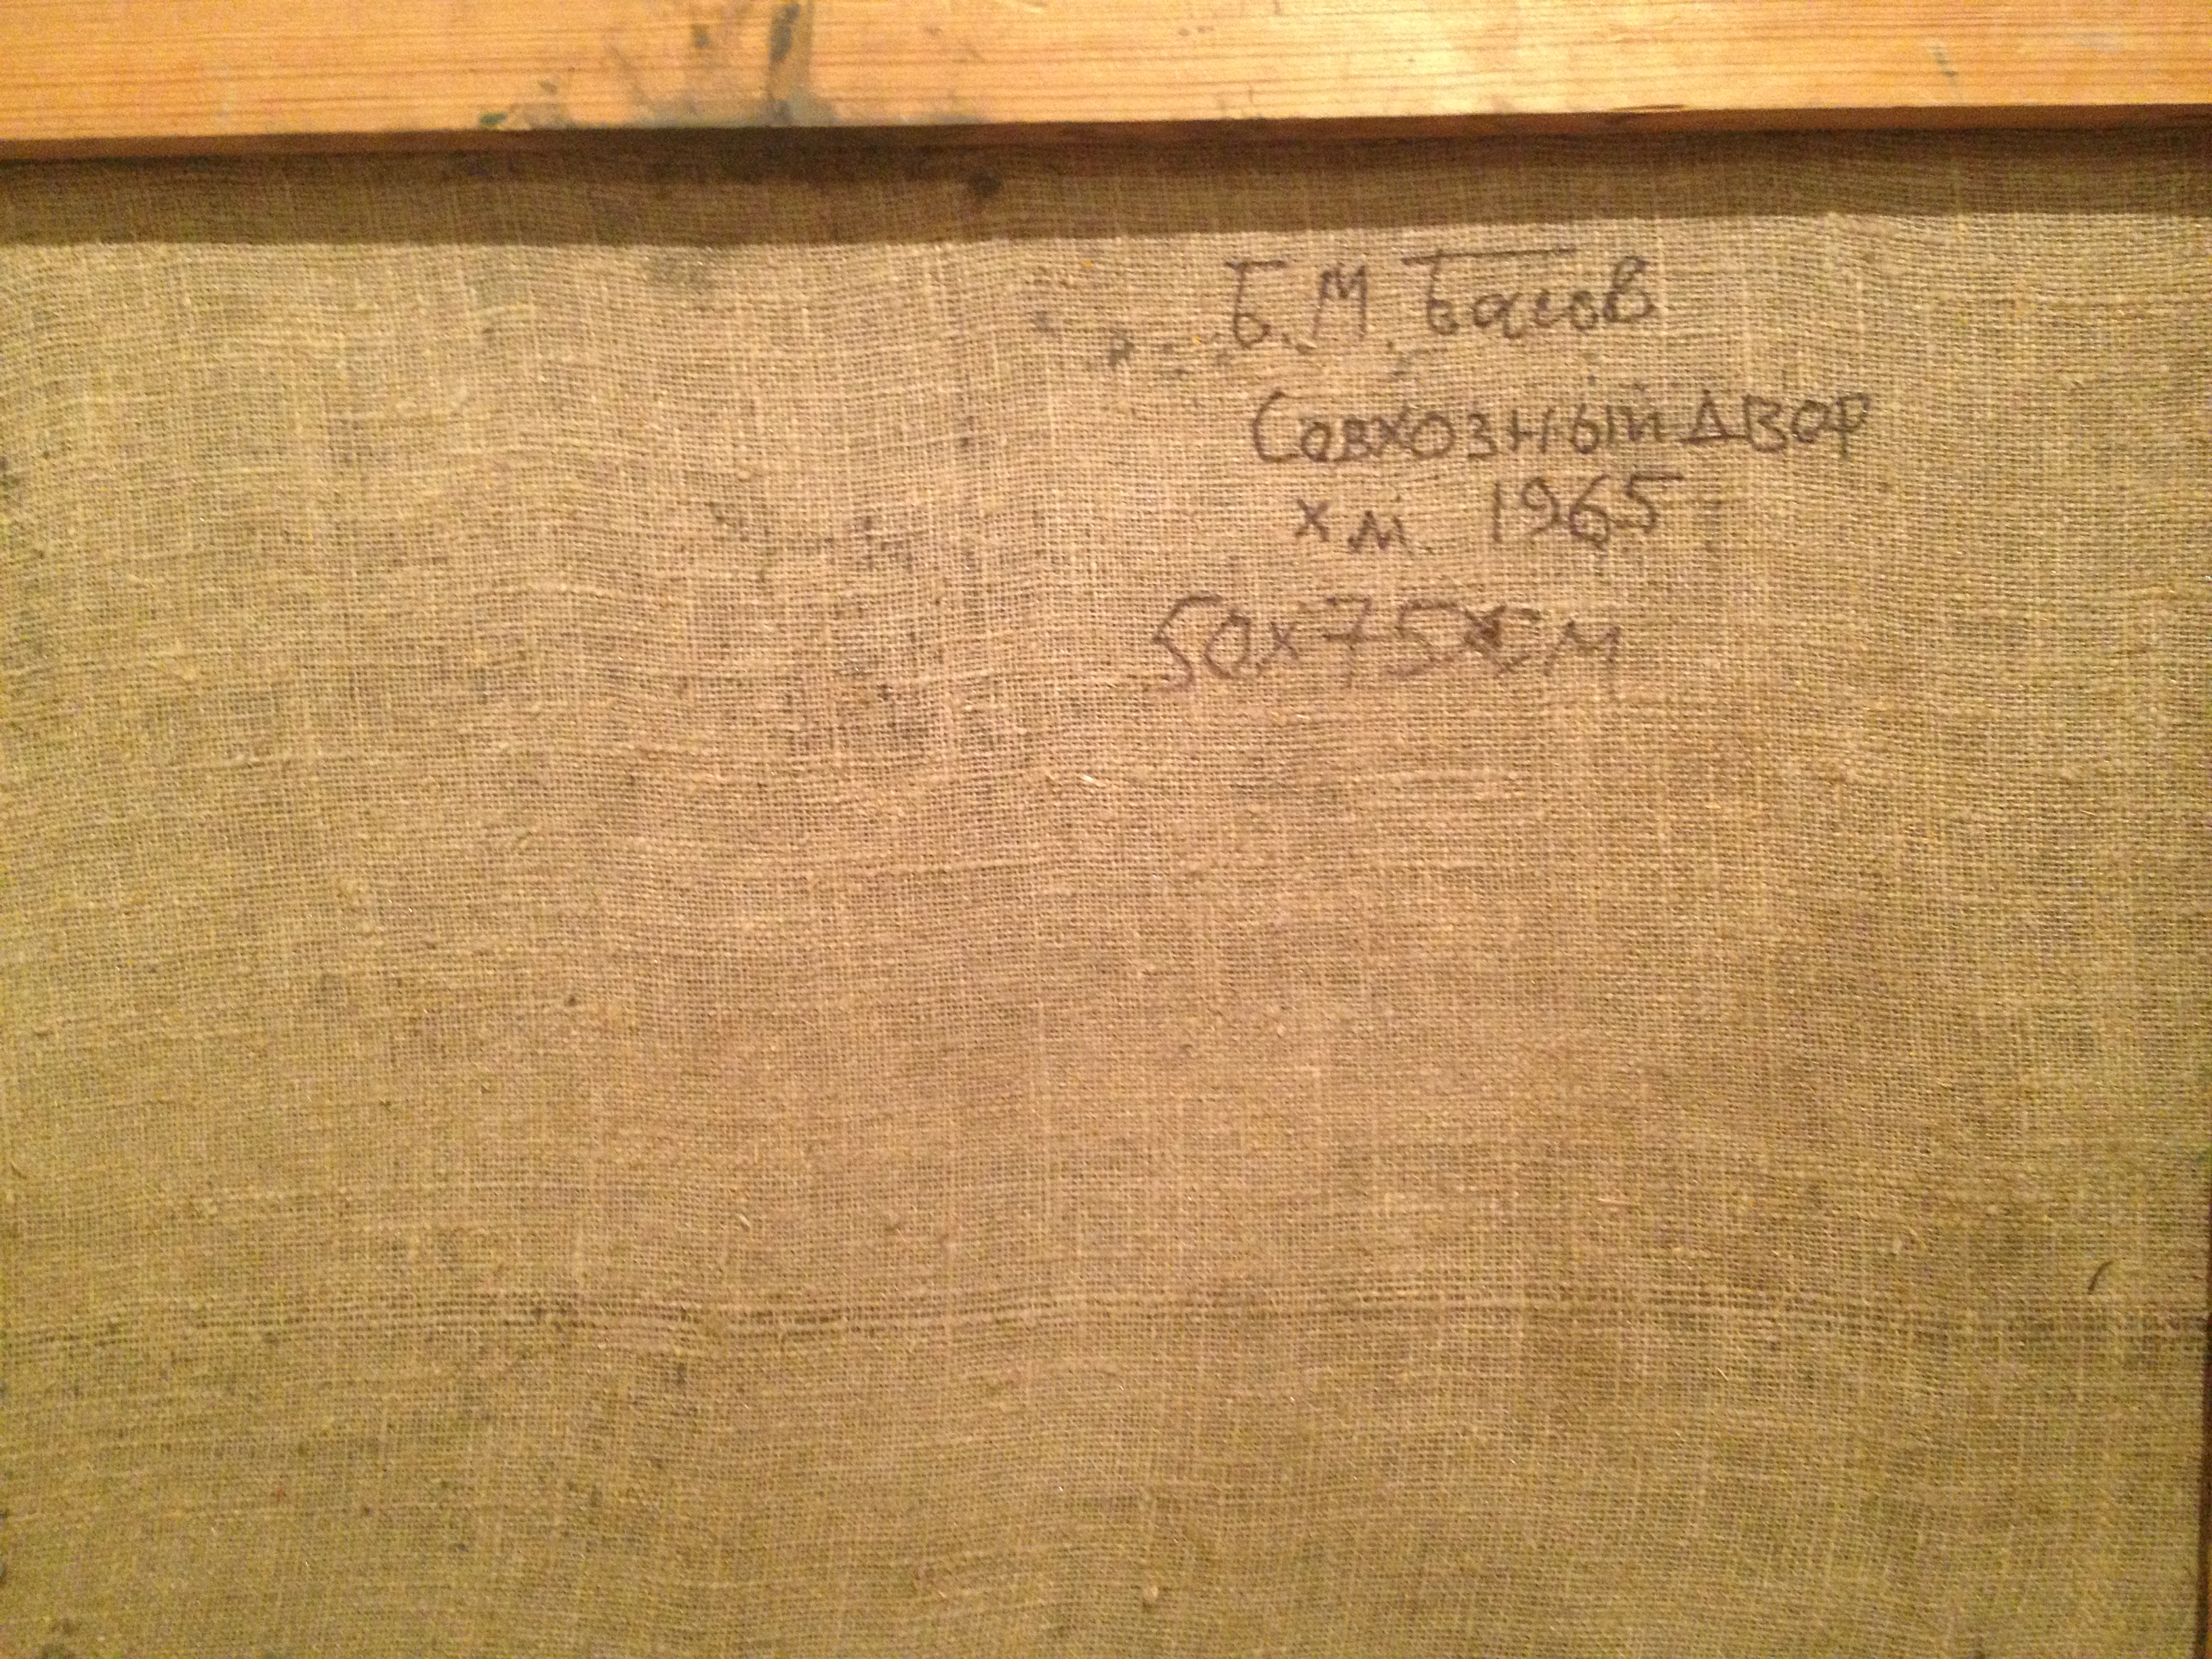 Б.М. Басов
Совхозный двор
х.м. 1965
50х75 см